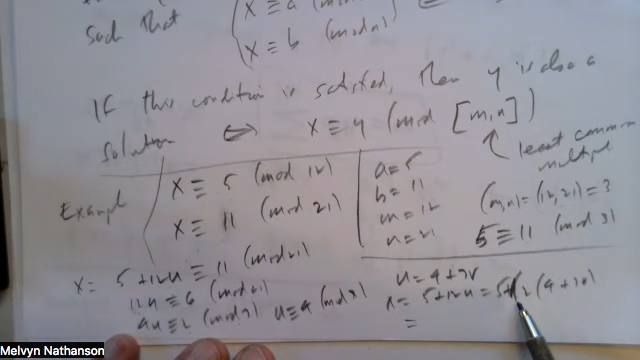 such that
x ≡ a (mod m)
x ≡ b (mod n)
If this condition is satisfied, then y is also a
solution ⟺ x ≡ y (mod [m,n])
least common
multiple
Example
x ≡ 5 (mod 12)
x ≡ 11 (mod 21)
a = 5
b = 11
m = 12
n = 21
(m,n) = (12,21) = 3
5 ≡ 11 (mod 3)
x = 5+12u ≡ 11 (mod 21)
12u ≡ 6 (mod 21)
4u ≡ 2 (mod 7) u ≡ 4 (mod 7)
u = 4+7v
x = 5+12u = 5+12(4+7v)
=
Melvyn Nathanson